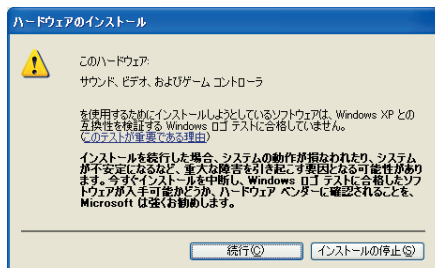 ハードウェアのインストール
このハードウェア:
サウンド、ビデオ、およびゲーム コントローラ
を使用するためにインストールしようとしているソフトウェアは、Windows XP との
互換性を検証する Windows ロゴ テストに合格していません。
(このテストが重要である理由)
インストールを続行した場合、システムの動作が損なわれたり、システム
が不安定になるなど、重大な障害を引き起こす要因となる可能性があり
ます。今すぐインストールを中断し、Windows ロゴ テストに合格したソフ
トウェアが入手可能かどうか、ハードウェア ベンダーに確認されることを、
Microsoft は強くお勧めします。
続行(C)
インストールの停止(S)